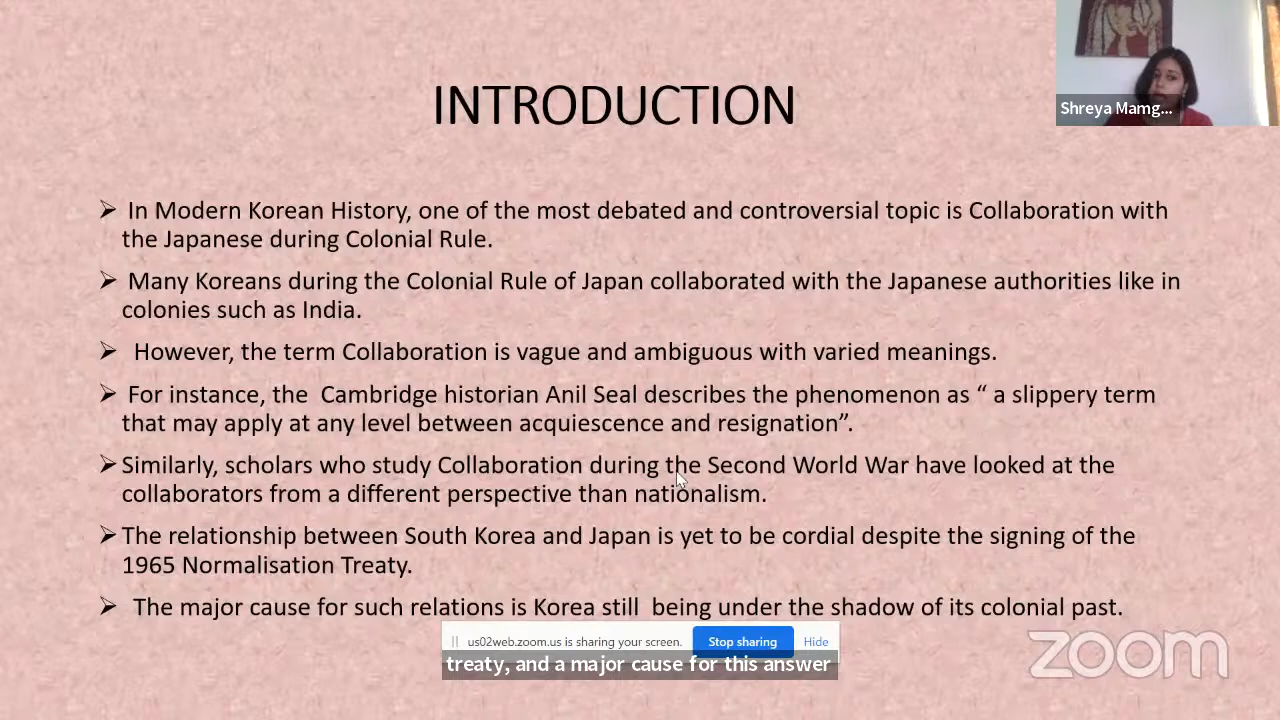 Shreya Mamg...
INTRODUCTION
➢ In Modern Korean History, one of the most debated and controversial topic is Collaboration with
the Japanese during Colonial Rule.
➢ Many Koreans during the Colonial Rule of Japan collaborated with the Japanese authorities like in
colonies such as India.
➢ However, the term Collaboration is vague and ambiguous with varied meanings.
➢ For instance, the Cambridge historian Anil Seal describes the phenomenon as “ a slippery term
that may apply at any level between acquiescence and resignation”.
➢ Similarly, scholars who study Collaboration during the Second World War have looked at the
collaborators from a different perspective than nationalism.
➢ The relationship between South Korea and Japan is yet to be cordial despite the signing of the
1965 Normalisation Treaty.
➢ The major cause for such relations is Korea still being under the shadow of its colonial past.
|| us02web.zoom.us is sharing your screen. Stop sharing Hide
treaty, and a major cause for this answer
zoom